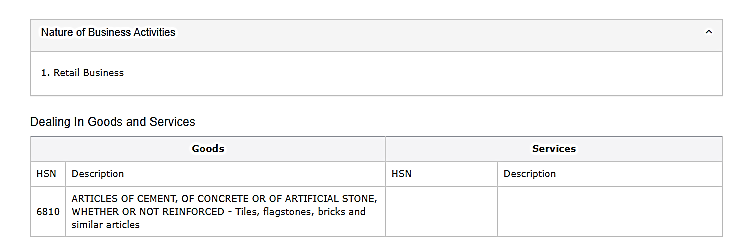 Nature of Business Activities
1. Retail Business
Dealing In Goods and Services
Goods Services
HSN Description HSN Description
6810 ARTICLES OF CEMENT, OF CONCRETE OR OF ARTIFICIAL STONE,
WHETHER OR NOT REINFORCED - Tiles, flagstones, bricks and
similar articles